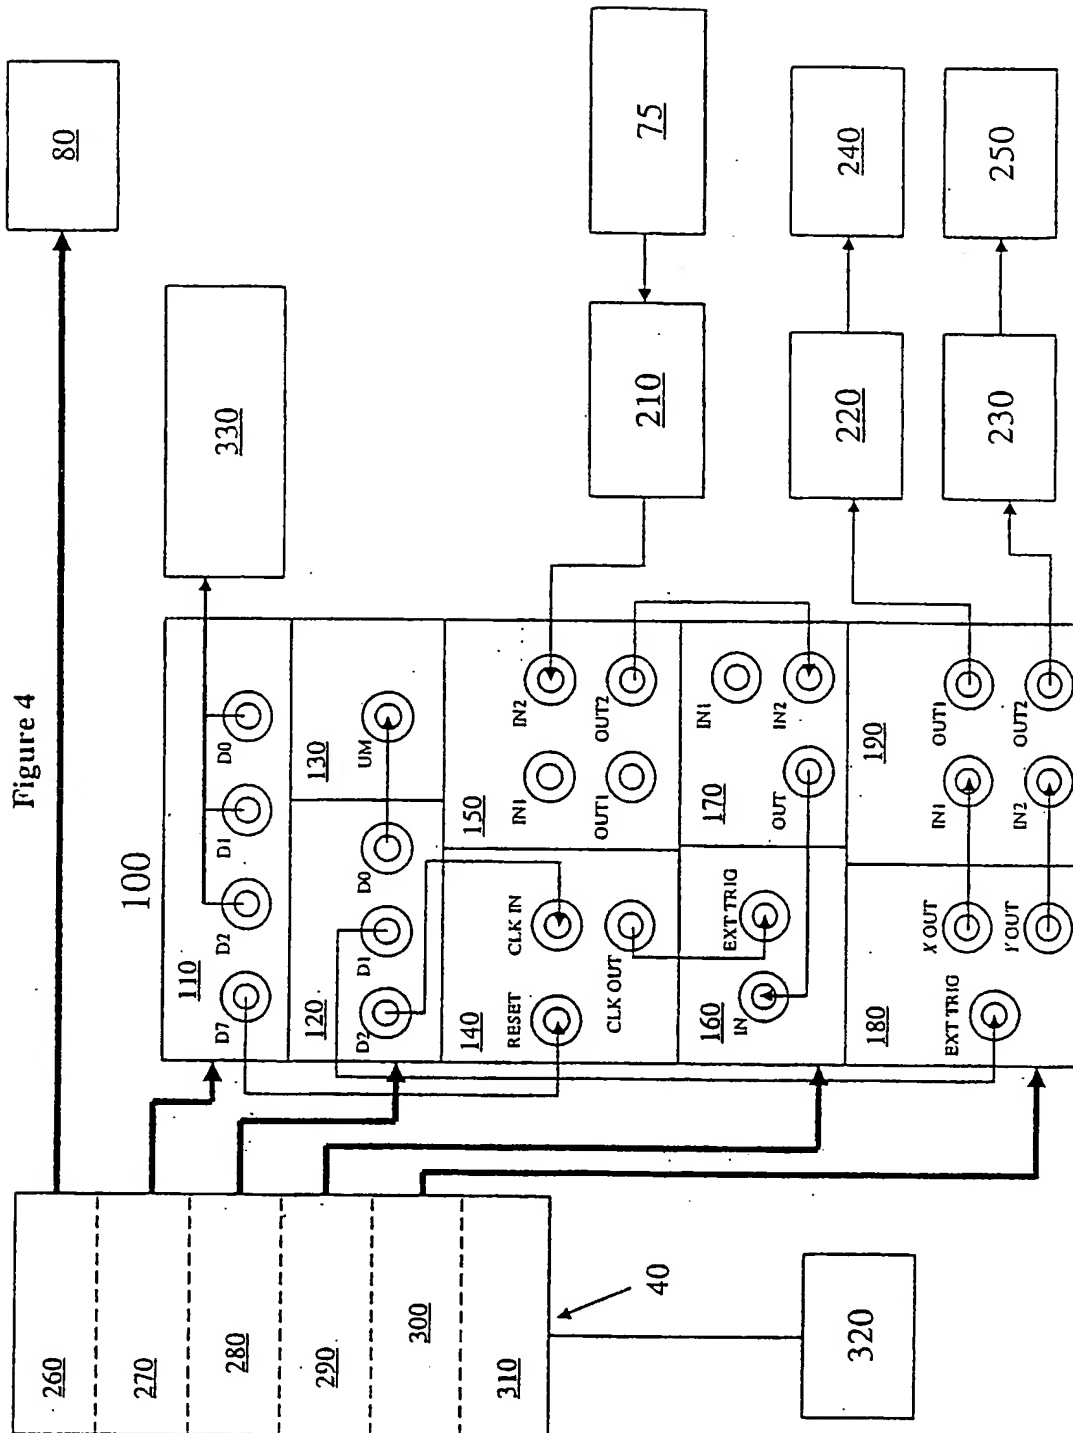 Figure 4
80
330
75
240
250
210
220
230
100
110
D7
D2
D1
D0
120
D2
D1
D0
130
UM
140
RESET
CLK IN
CLK OUT
150
IN1
IN2
OUT1
OUT2
160
IN
EXT TRIG
170
OUT
IN1
IN2
180
EXT TRIG
X OUT
Y OUT
190
IN1
OUT1
IN2
OUT2
260
270
280
290
300
310
40
320